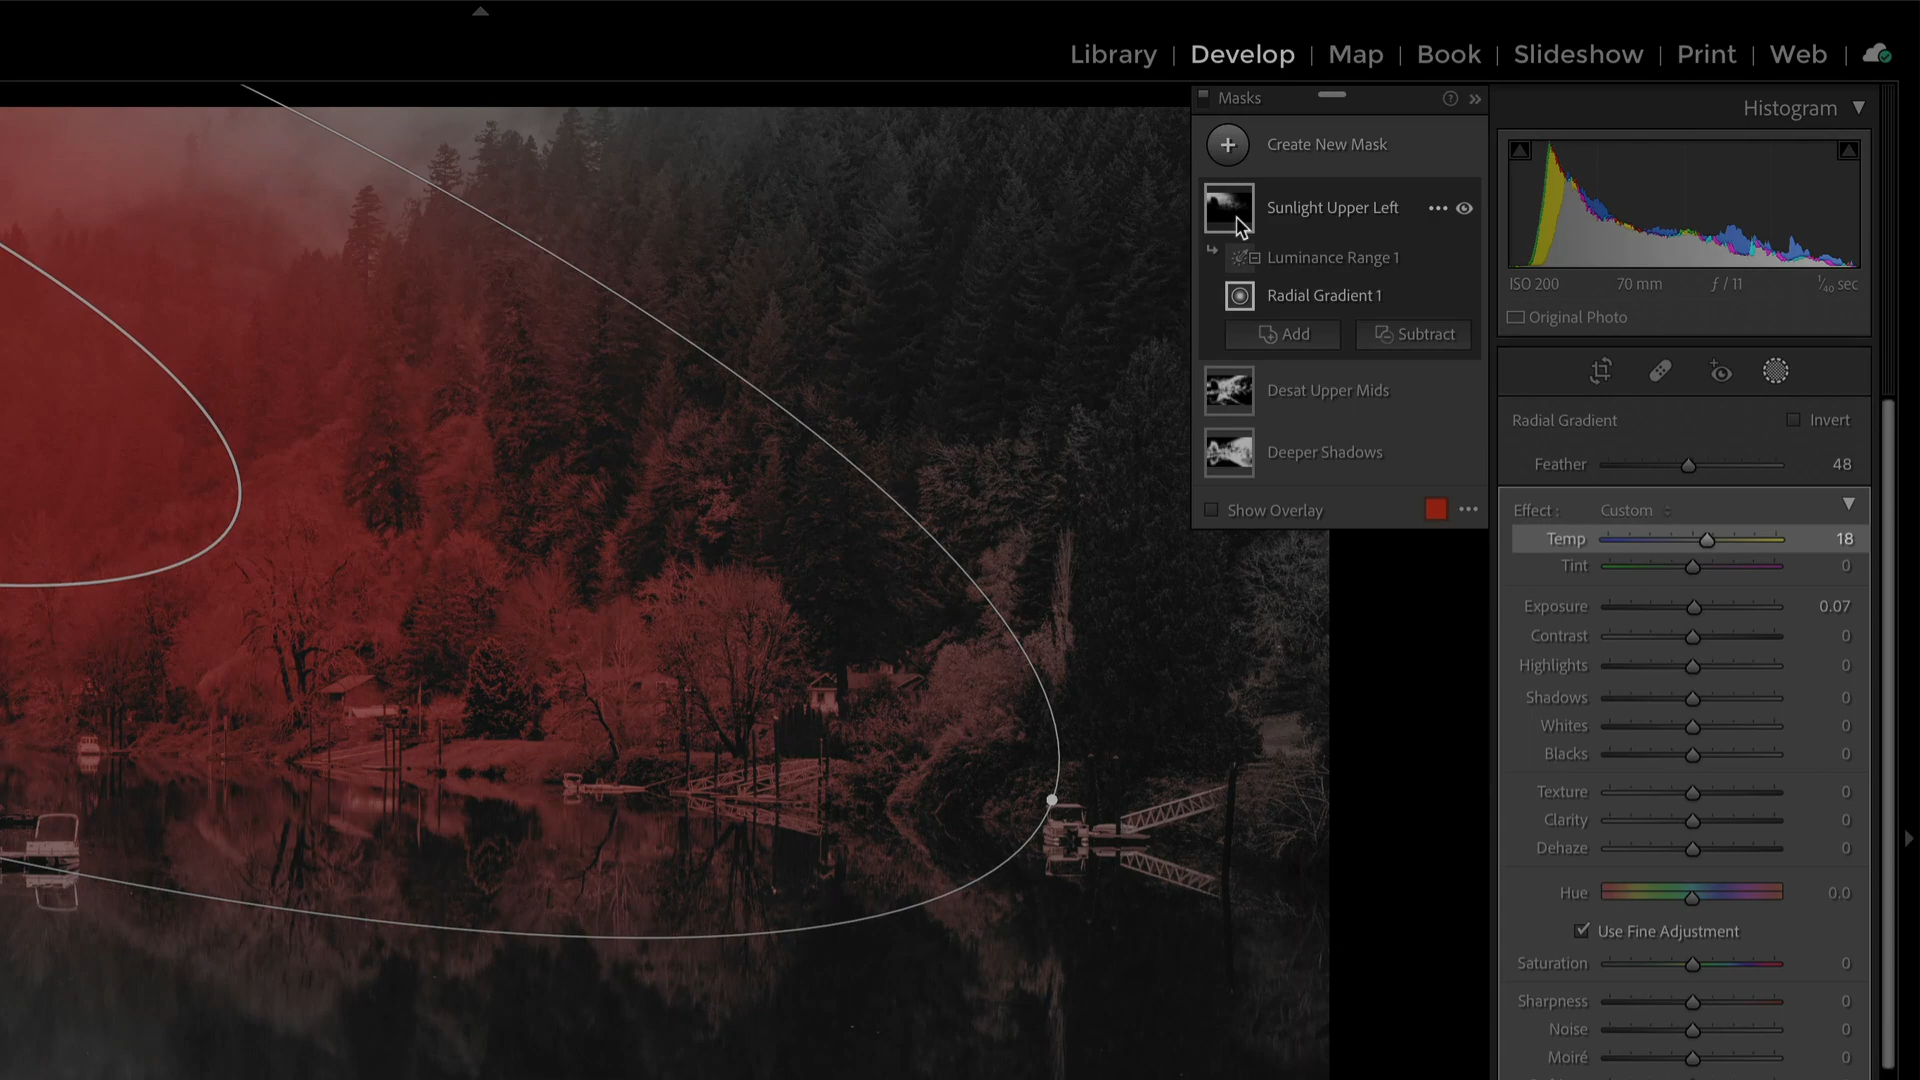 Library | Develop | Map | Book | Slideshow | Print | Web |
Masks
Create New Mask
Sunlight Upper Left
Luminance Range 1
Radial Gradient 1
Add Subtract
Desat Upper Mids
Deeper Shadows
Show Overlay
Histogram
ISO 200 70 mm ƒ / 11 1/40 sec
Original Photo
Radial Gradient Invert
Feather 48
Effect : Custom
Temp 18
Tint 0
Exposure 0.07
Contrast 0
Highlights 0
Shadows 0
Whites 0
Blacks 0
Texture 0
Clarity 0
Dehaze 0
Hue 0.0
Use Fine Adjustment
Saturation 0
Sharpness 0
Noise 0
Moiré 0